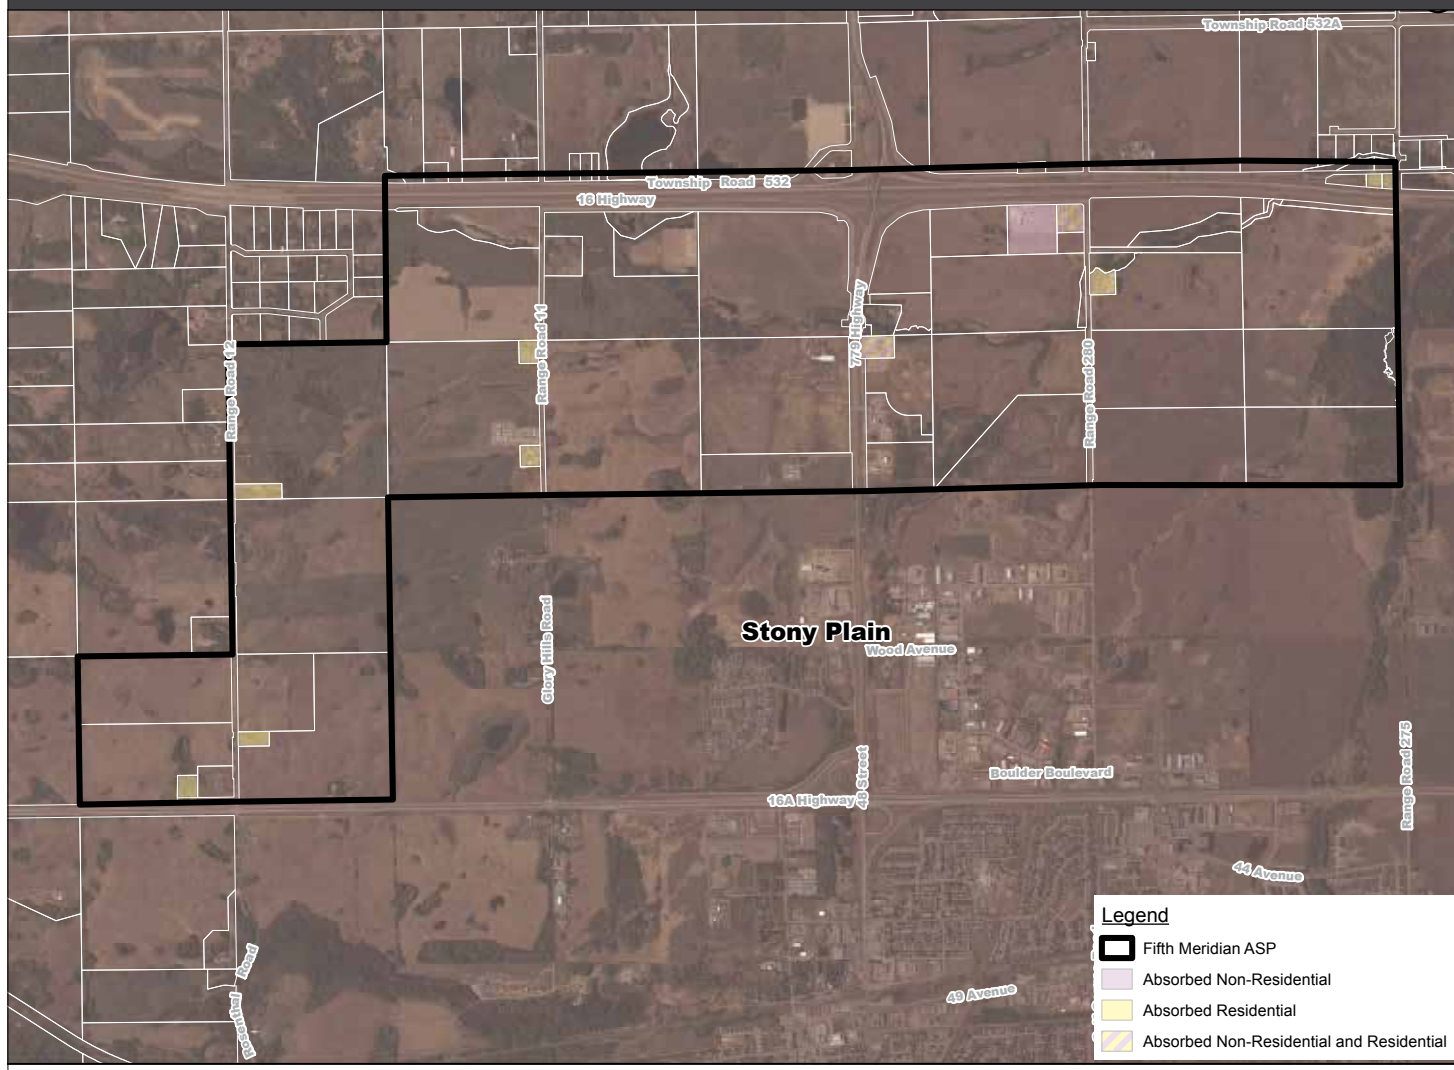 Township Road 532A
Township Road 532
16 Highway
779 Highway
Range Road 11
Range Road 12
Range Road 280
Stony Plain
Wood Avenue
Glory Hills Road
48 Street
Boulder Boulevard
16A Highway
Range Road 275
44 Avenue
49 Avenue
Rosenthal Road
Legend
Fifth Meridian ASP
Absorbed Non-Residential
Absorbed Residential
Absorbed Non-Residential and Residential